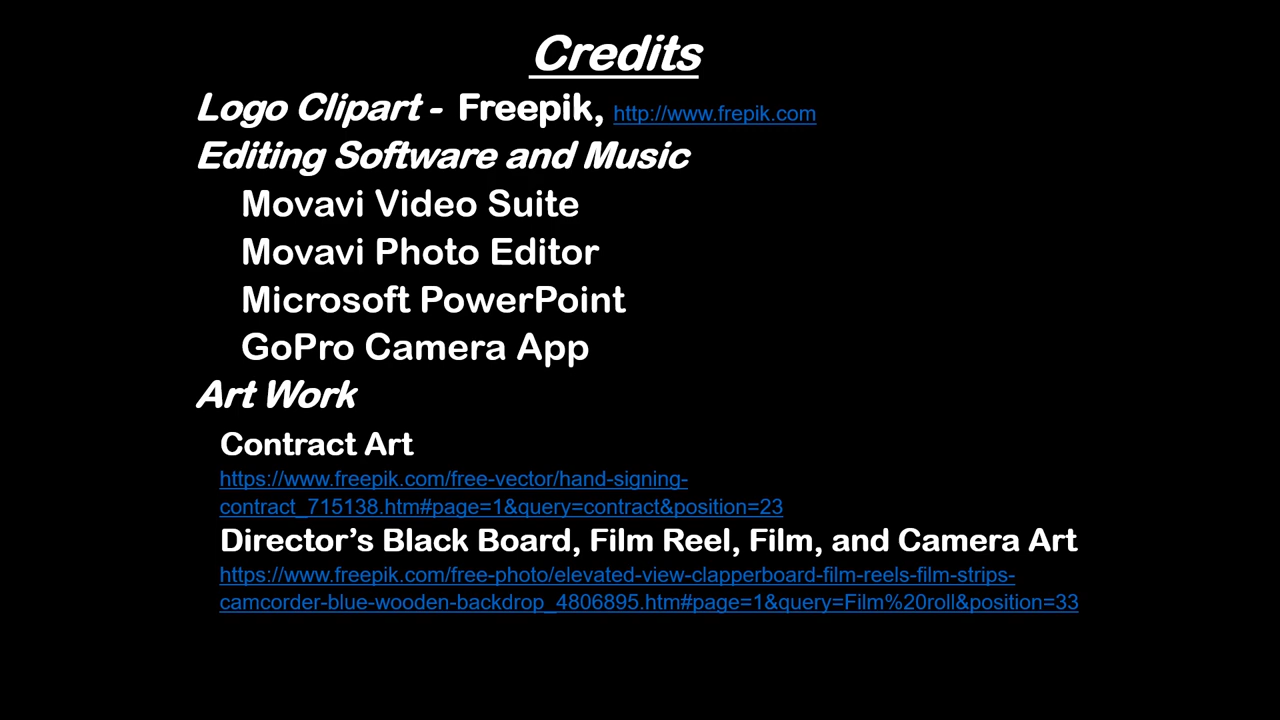 Credits
Logo Clipart - Freepik, http://www.frepik.com
Editing Software and Music
Movavi Video Suite
Movavi Photo Editor
Microsoft PowerPoint
GoPro Camera App
Art Work
Contract Art
https://www.freepik.com/free-vector/hand-signing-
contract_715138.htm#page=1&query=contract&position=23
Director’s Black Board, Film Reel, Film, and Camera Art
https://www.freepik.com/free-photo/elevated-view-clapperboard-film-reels-film-strips-
camcorder-blue-wooden-backdrop_4806895.htm#page=1&query=Film%20roll&position=33